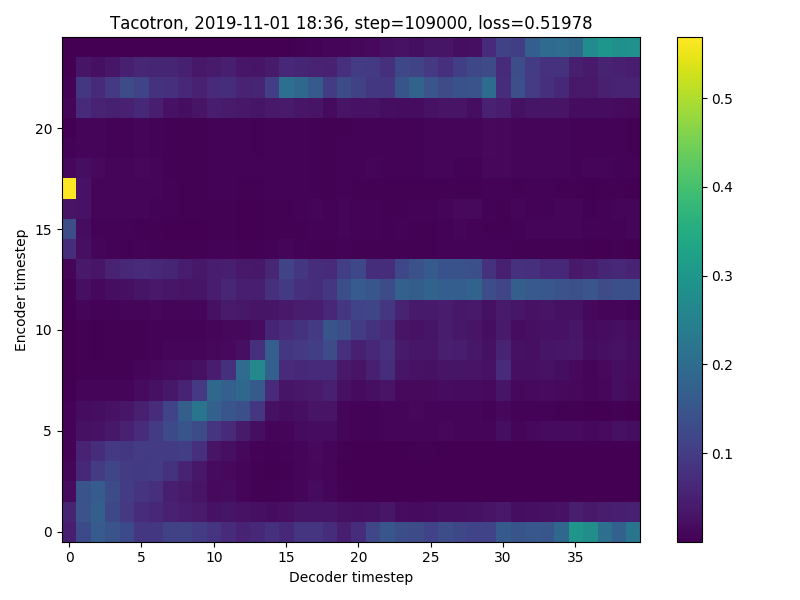 Tacotron, 2019-11-01 18:36, step=109000, loss=0.51978
Encoder timestep
20
15
10
5
0
0 5 10 15 20 25 30 35
Decoder timestep
0.5
0.4
0.3
0.2
0.1